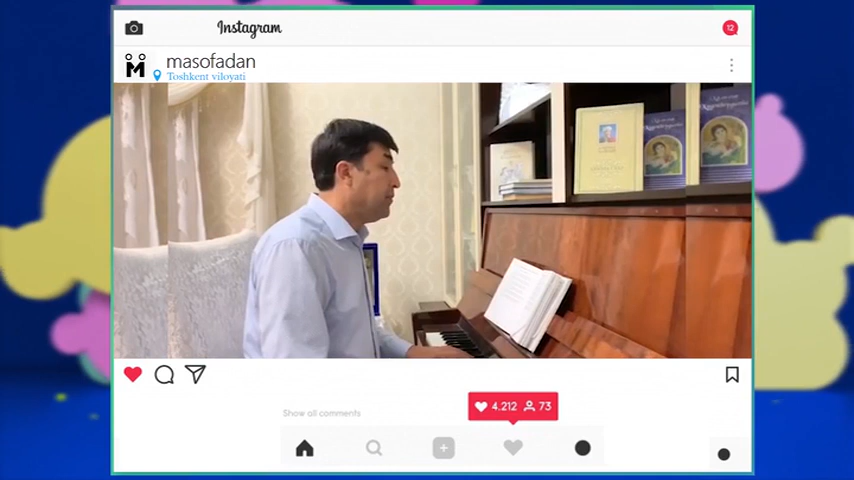 Instagram
12
masofadan
Toshkent viloyati
Show all comments
4.212 73